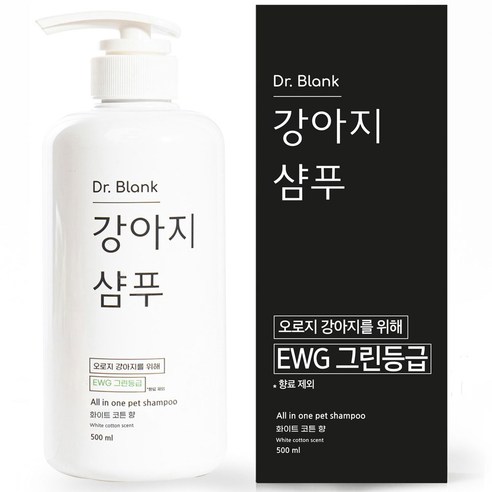 Dr. Blank
강아지
샴푸
오로지 강아지를 위해
EWG 그린등급
*향료 제외
All in one pet shampoo
화이트 코튼 향
White cotton scent
500 ml
Dr. Blank
강아지
샴푸
오로지 강아지를 위해
EWG 그린등급
* 향료 제외
All in one pet shampoo
화이트 코튼 향
White cotton scent
500 ml